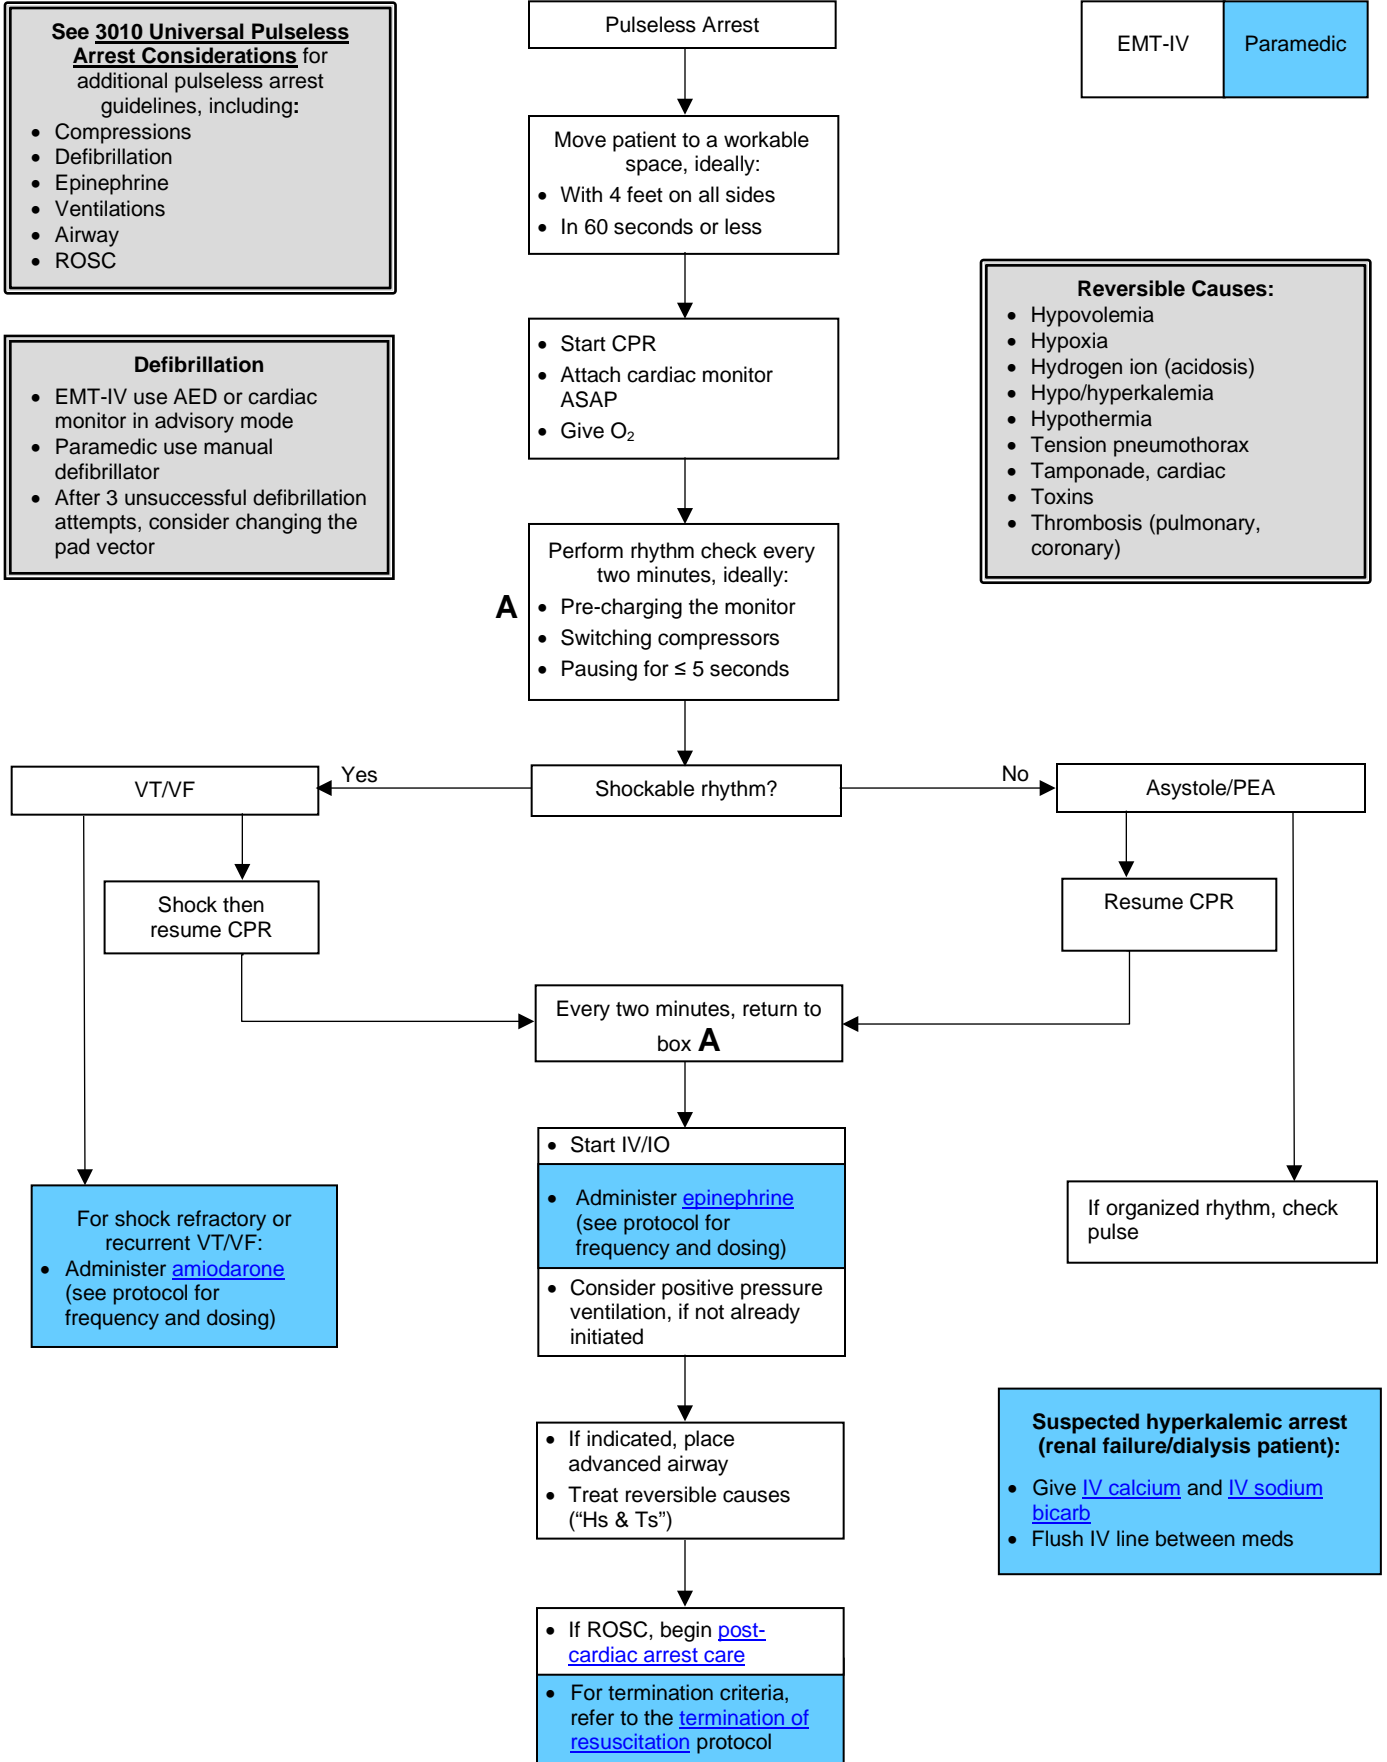 See 3010 Universal Pulseless
Arrest Considerations for
additional pulseless arrest
guidelines, including:
• Compressions
• Defibrillation
• Epinephrine
• Ventilations
• Airway
• ROSC
Pulseless Arrest
EMT-IV
Paramedic
Move patient to a workable
space, ideally:
• With 4 feet on all sides
• In 60 seconds or less
Defibrillation
• EMT-IV use AED or cardiac
monitor in advisory mode
• Paramedic use manual
defibrillator
• After 3 unsuccessful defibrillation
attempts, consider changing the
pad vector
• Start CPR
• Attach cardiac monitor
ASAP
• Give O₂
Reversible Causes:
• Hypovolemia
• Hypoxia
• Hydrogen ion (acidosis)
• Hypo/hyperkalemia
• Hypothermia
• Tension pneumothorax
• Tamponade, cardiac
• Toxins
• Thrombosis (pulmonary,
coronary)
A
Perform rhythm check every
two minutes, ideally:
• Pre-charging the monitor
• Switching compressors
• Pausing for ≤ 5 seconds
VT/VF
Yes
Shockable rhythm?
No
Asystole/PEA
Shock then
resume CPR
Resume CPR
Every two minutes, return to
box A
• Start IV/IO
• Administer epinephrine
(see protocol for
frequency and dosing)
• Consider positive pressure
ventilation, if not already
initiated
For shock refractory or
recurrent VT/VF:
• Administer amiodarone
(see protocol for
frequency and dosing)
If organized rhythm, check
pulse
• If indicated, place
advanced airway
• Treat reversible causes
(“Hs & Ts”)
Suspected hyperkalemic arrest
(renal failure/dialysis patient):
• Give IV calcium and IV sodium
bicarb
• Flush IV line between meds
• If ROSC, begin post-
cardiac arrest care
• For termination criteria,
refer to the termination of
resuscitation protocol